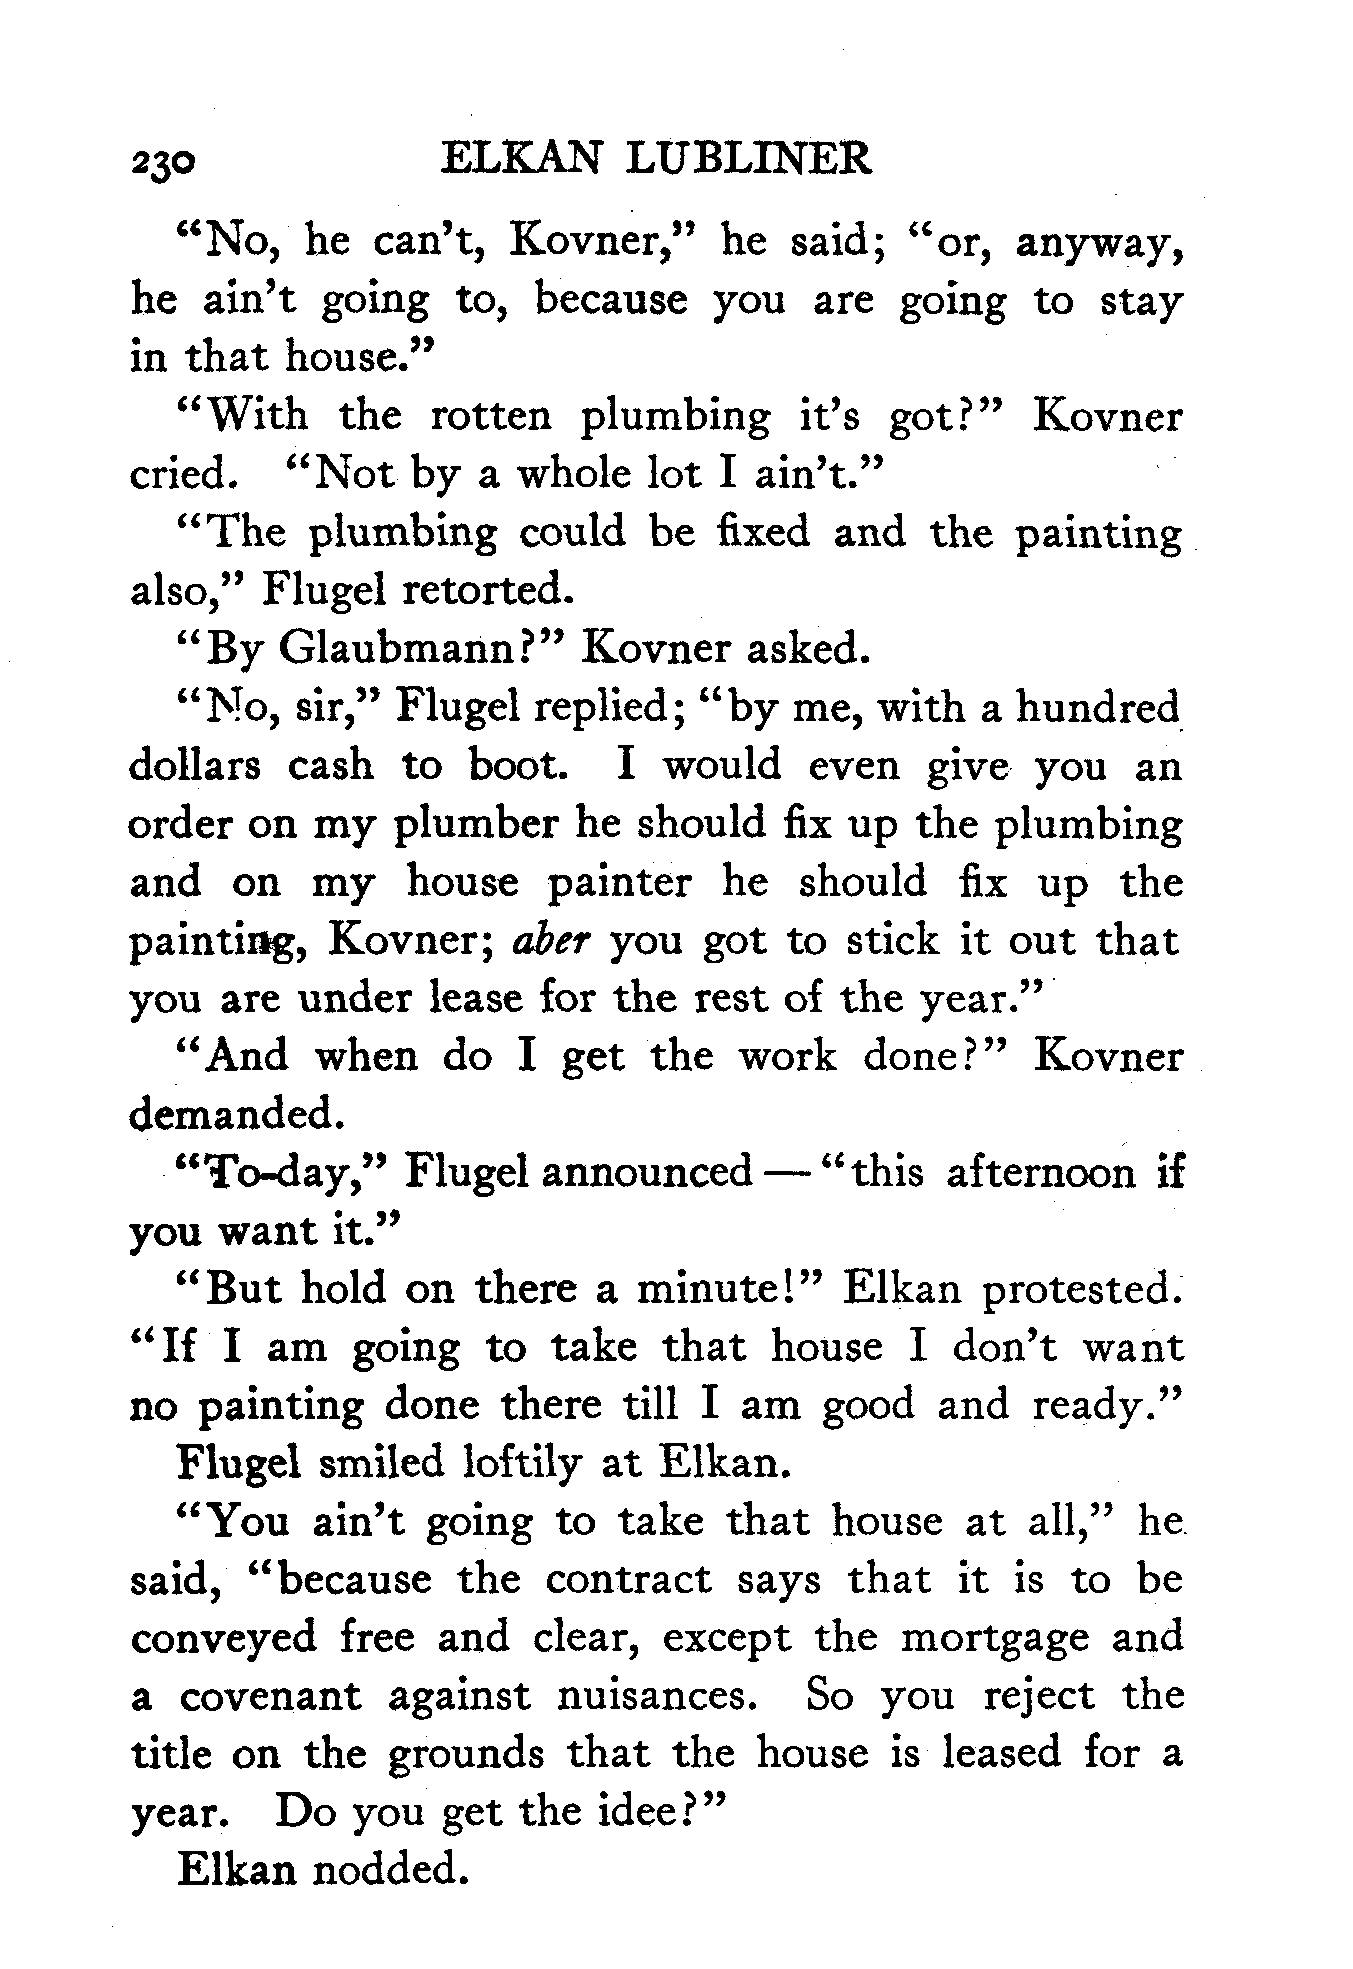 230 ELKAN LUBLINER
"No, he can't, Kovner," he said; "or, anyway,
he ain't going to, because you are going to stay
in that house."
"With the rotten plumbing it's got?" Kovner
cried. "Not by a whole lot I ain't."
"The plumbing could be fixed and the painting
also," Flugel retorted.
"By Glaubmann?" Kovner asked.
"No, sir," Flugel replied; "by me, with a hundred
dollars cash to boot. I would even give you an
order on my plumber he should fix up the plumbing
and on my house painter he should fix up the
painting, Kovner; aber you got to stick it out that
you are under lease for the rest of the year."
"And when do I get the work done?" Kovner
demanded.
"To-day," Flugel announced — "this afternoon if
you want it."
"But hold on there a minute!" Elkan protested.
"If I am going to take that house I don't want
no painting done there till I am good and ready."
Flugel smiled loftily at Elkan.
"You ain't going to take that house at all," he
said, "because the contract says that it is to be
conveyed free and clear, except the mortgage and
a covenant against nuisances. So you reject the
title on the grounds that the house is leased for a
year. Do you get the idee?"
Elkan nodded.